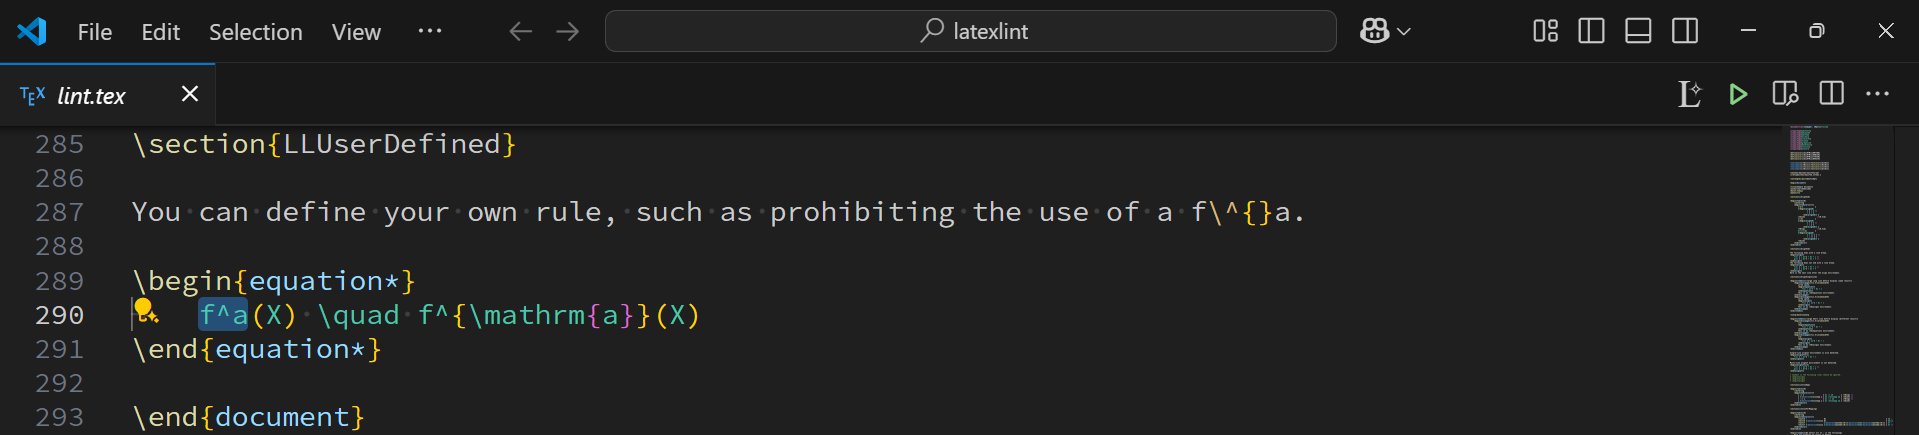 File Edit Selection View ··· latexlint
TEX lint.tex
285 \section{LLUserDefined}
286
287 You can define your own rule, such as prohibiting the use of a f\^{}a.
288
289 \begin{equation*}
290 f^a(X) \quad f^{\mathrm{a}}(X)
291 \end{equation*}
292
293 \end{document}